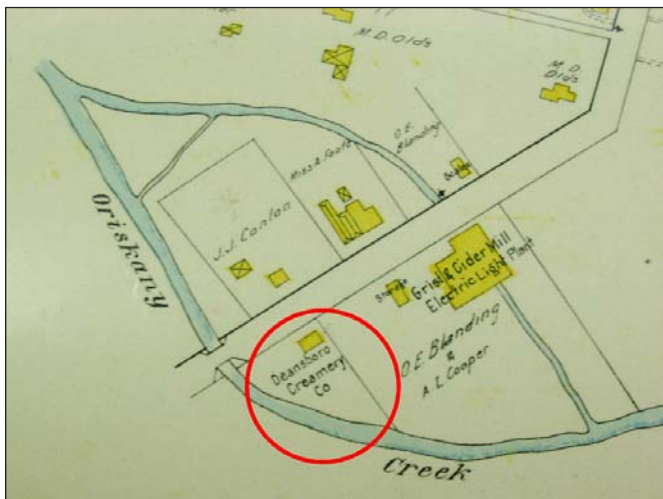 M.D. Olds
M.D.
Olds
O.E.
Blanding
Miss A. Foote
J.J. Conlon
Oriskany
Storage
Grist & Cider Mill
Electric Light Plant
O.E. Blanding
&
A.L. Cooper
Deansboro
Creamery
Co
Creek